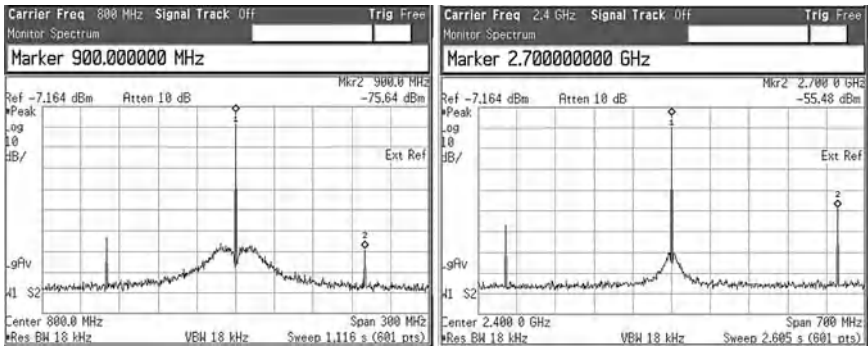 Carrier Freq 800 MHz Signal Track Off Trig Free
Monitor Spectrum
Marker 900.000000 MHz
Mkr2 900.0 MHz
Ref -7.164 dBm Atten 10 dB -75.64 dBm
Peak
Log
10
dB/
1
Ext Ref
2
LgAv
W1 S2
Center 800.0 MHz Span 300 MHz
Res BW 18 kHz VBW 18 kHz Sweep 1.116 s (601 pts)
Carrier Freq 2.4 GHz Signal Track Off Trig Free
Monitor Spectrum
Marker 2.700000000 GHz
Mkr2 2.700 0 GHz
Ref -7.164 dBm Atten 10 dB -55.48 dBm
Peak
Log
10
dB/
1
Ext Ref
2
LgAv
W1 S2
Center 2.400 0 GHz Span 700 MHz
Res BW 18 kHz VBW 18 kHz Sweep 2.605 s (601 pts)